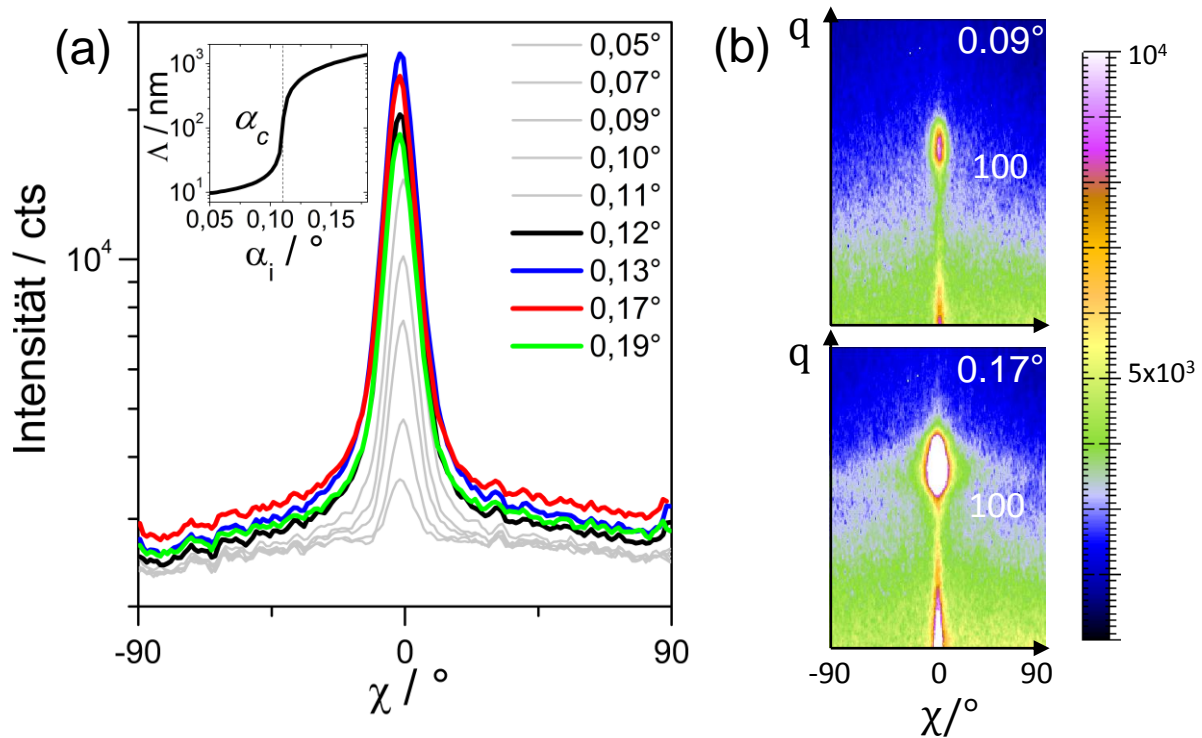 (a)
Intensität / cts
10⁴
-90
0
90
χ / °
Λ / nm
10³
10²
10¹
α_c
0,05
0,10
0,15
α_i / °
0,05°
0,07°
0,09°
0,10°
0,11°
0,12°
0,13°
0,17°
0,19°
(b)
q
0.09°
100
q
0.17°
100
-90
0
90
χ/°
10⁴
5x10³